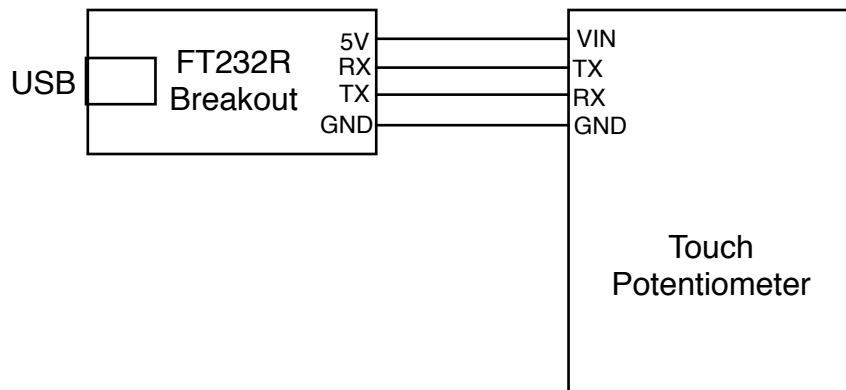 USB
FT232R
Breakout
5V
RX
TX
GND
VIN
TX
RX
GND
Touch
Potentiometer